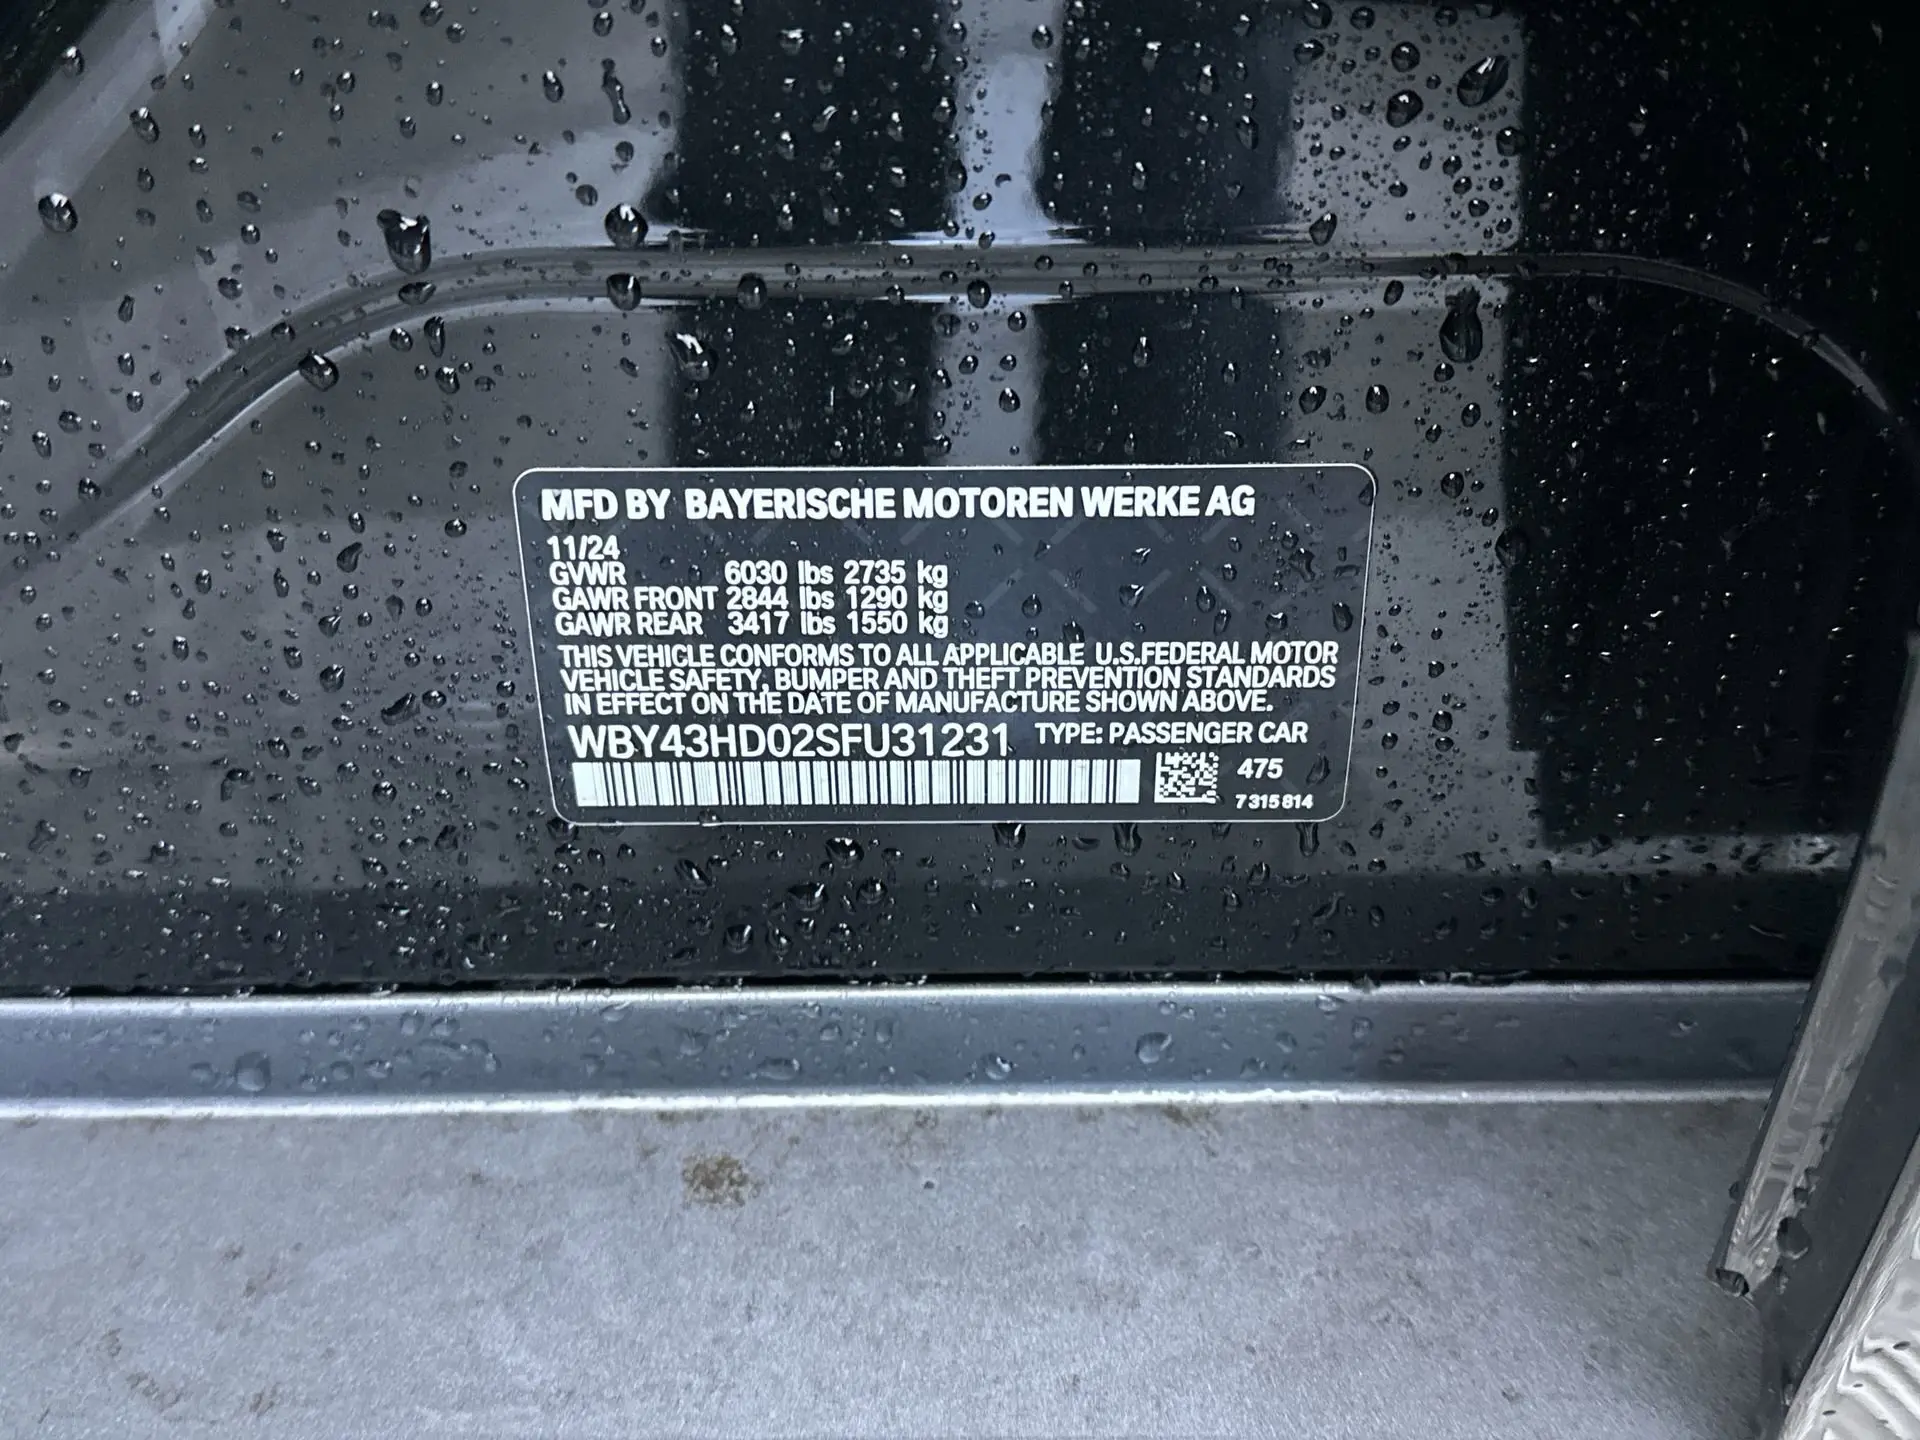 MFD BY BAYERISCHE MOTOREN WERKE AG
11/24
GVWR 6030 lbs 2735 kg
GAWR FRONT 2844 lbs 1290 kg
GAWR REAR 3417 lbs 1550 kg
THIS VEHICLE CONFORMS TO ALL APPLICABLE U.S.FEDERAL MOTOR
VEHICLE SAFETY, BUMPER AND THEFT PREVENTION STANDARDS
IN EFFECT ON THE DATE OF MANUFACTURE SHOWN ABOVE.
WBY43HD02SFU31231 TYPE: PASSENGER CAR
475
7315814